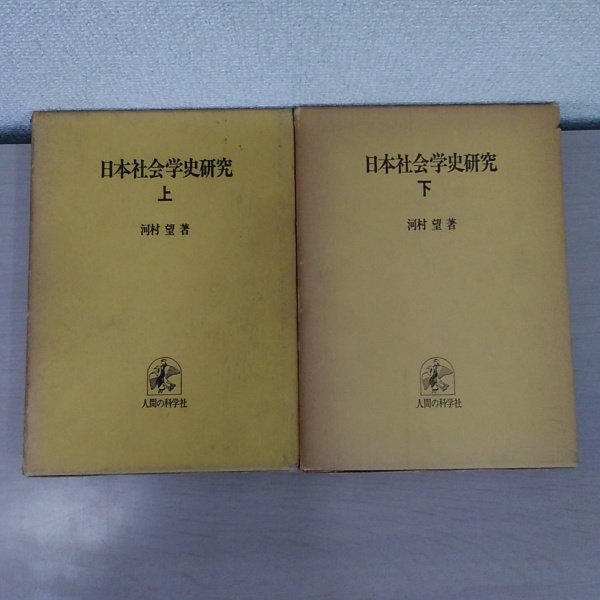 日本社会学史研究
上
河村 望 著
人間の科学社
日本社会学史研究
下
河村 望 著
人間の科学社